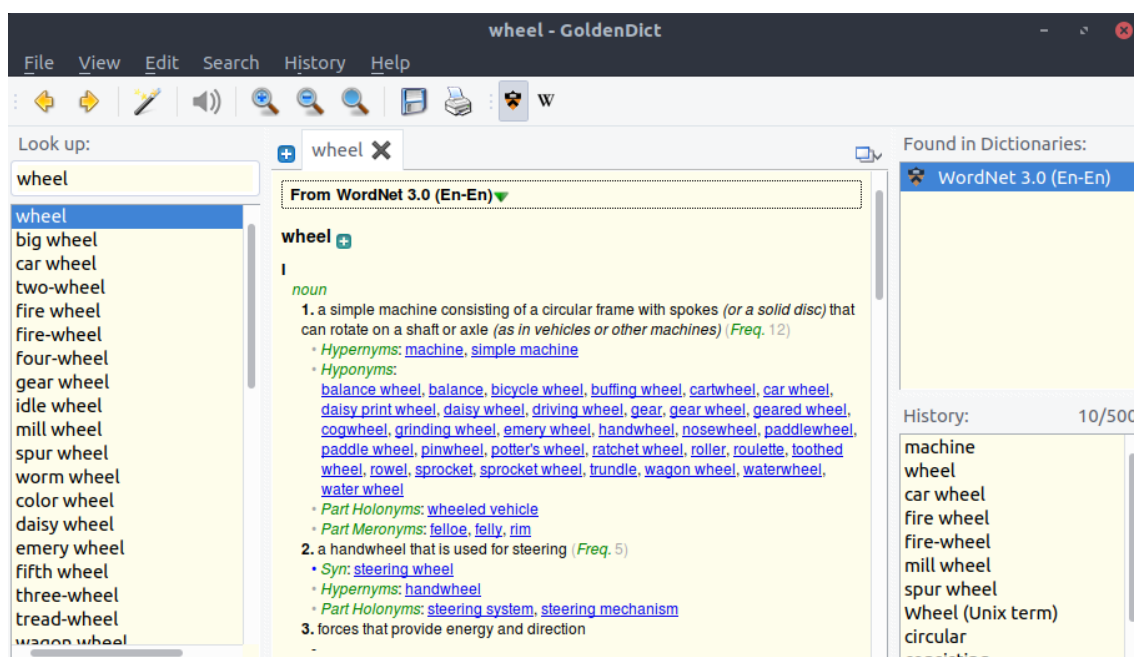 wheel - GoldenDict
File View Edit Search History Help
W
Look up:
wheel
wheel
big wheel
car wheel
two-wheel
fire wheel
fire-wheel
four-wheel
gear wheel
idle wheel
mill wheel
spur wheel
worm wheel
color wheel
daisy wheel
emery wheel
fifth wheel
three-wheel
tread-wheel
wagon wheel
wheel
From WordNet 3.0 (En-En)
wheel
I
noun
1. a simple machine consisting of a circular frame with spokes (or a solid disc) that
can rotate on a shaft or axle (as in vehicles or other machines) (Freq. 12)
• Hypernyms: machine, simple machine
• Hyponyms:
balance wheel, balance, bicycle wheel, buffing wheel, cartwheel, car wheel,
daisy print wheel, daisy wheel, driving wheel, gear, gear wheel, geared wheel,
cogwheel, grinding wheel, emery wheel, handwheel, nosewheel, paddlewheel,
paddle wheel, pinwheel, potter's wheel, ratchet wheel, roller, roulette, toothed
wheel, rowel, sprocket, sprocket wheel, trundle, wagon wheel, waterwheel,
water wheel
• Part Holonyms: wheeled vehicle
• Part Meronyms: felloe, felly, rim
2. a handwheel that is used for steering (Freq. 5)
• Syn: steering wheel
• Hypernyms: handwheel
• Part Holonyms: steering system, steering mechanism
3. forces that provide energy and direction
-
Found in Dictionaries:
WordNet 3.0 (En-En)
History: 10/500
machine
wheel
car wheel
fire wheel
fire-wheel
mill wheel
spur wheel
Wheel (Unix term)
circular
consisting